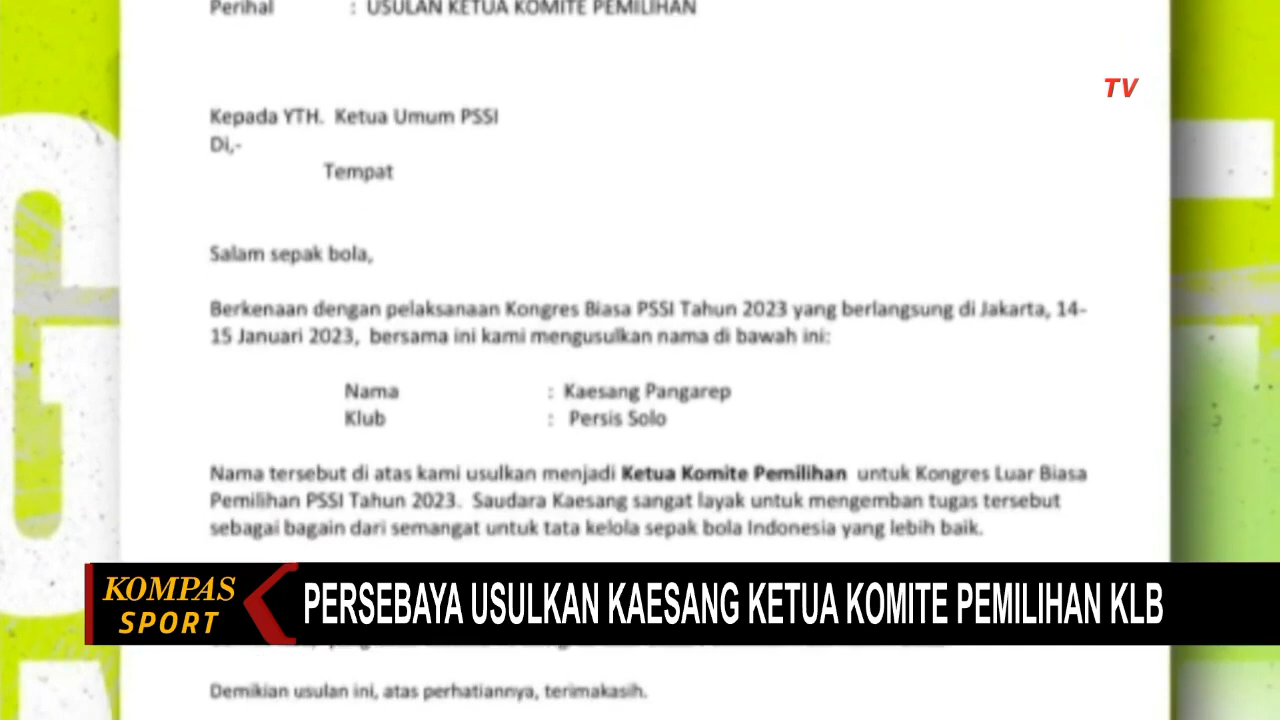 Perihal : USULAN KETUA KOMITE PEMILIHAN
TV
Kepada YTH. Ketua Umum PSSI
Di,-
Tempat
Salam sepak bola,
Berkenaan dengan pelaksanaan Kongres Biasa PSSI Tahun 2023 yang berlangsung di Jakarta, 14-
15 Januari 2023, bersama ini kami mengusulkan nama di bawah ini:
Nama : Kaesang Pangarep
Klub : Persis Solo
Nama tersebut di atas kami usulkan menjadi Ketua Komite Pemilihan untuk Kongres Luar Biasa
Pemilihan PSSI Tahun 2023. Saudara Kaesang sangat layak untuk mengemban tugas tersebut
sebagai bagain dari semangat untuk tata kelola sepak bola Indonesia yang lebih baik.
KOMPAS
SPORT
PERSEBAYA USULKAN KAESANG KETUA KOMITE PEMILIHAN KLB
Demikian usulan ini, atas perhatiannya, terimakasih.